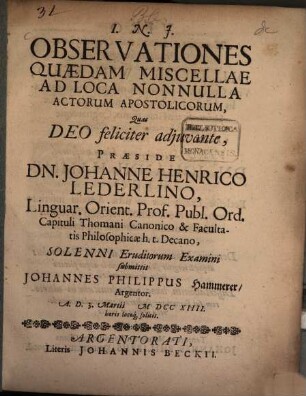 31
I. N. J.
OBSERVATIONES
QUÆDAM MISCELLAE
AD LOCA NONNULLA
ACTORUM APOSTOLICORUM,
Quas
DEO feliciter adjuvante,
PRÆSIDE
DN. JOHANNE HENRICO
LEDERLINO,
Linguar. Orient. Prof. Publ. Ord.
Capituli Thomani Canonico & Faculta-
tis Philosophicæ h. t. Decano,
SOLENNI Eruditorum Examini
submittit
JOHANNES PHILIPPUS Hammerer/
Argentor.
A. D. 3. Martii M DCC XIIII.
horis locoq́; solitis.
ARGENTORATI,
Literis JOHANNIS BECKII.